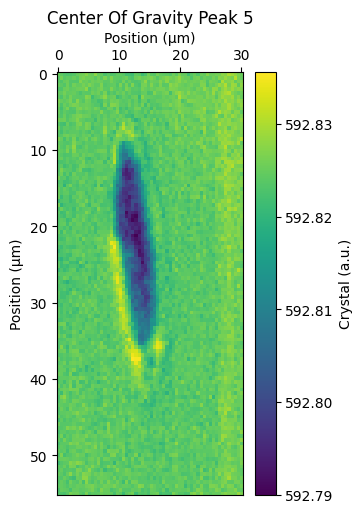 Center Of Gravity Peak 5
Position (µm)
0 10 20 30
0
10
20
30
40
50
Position (µm)
592.83
592.82
592.81
592.80
592.79
Crystal (a.u.)